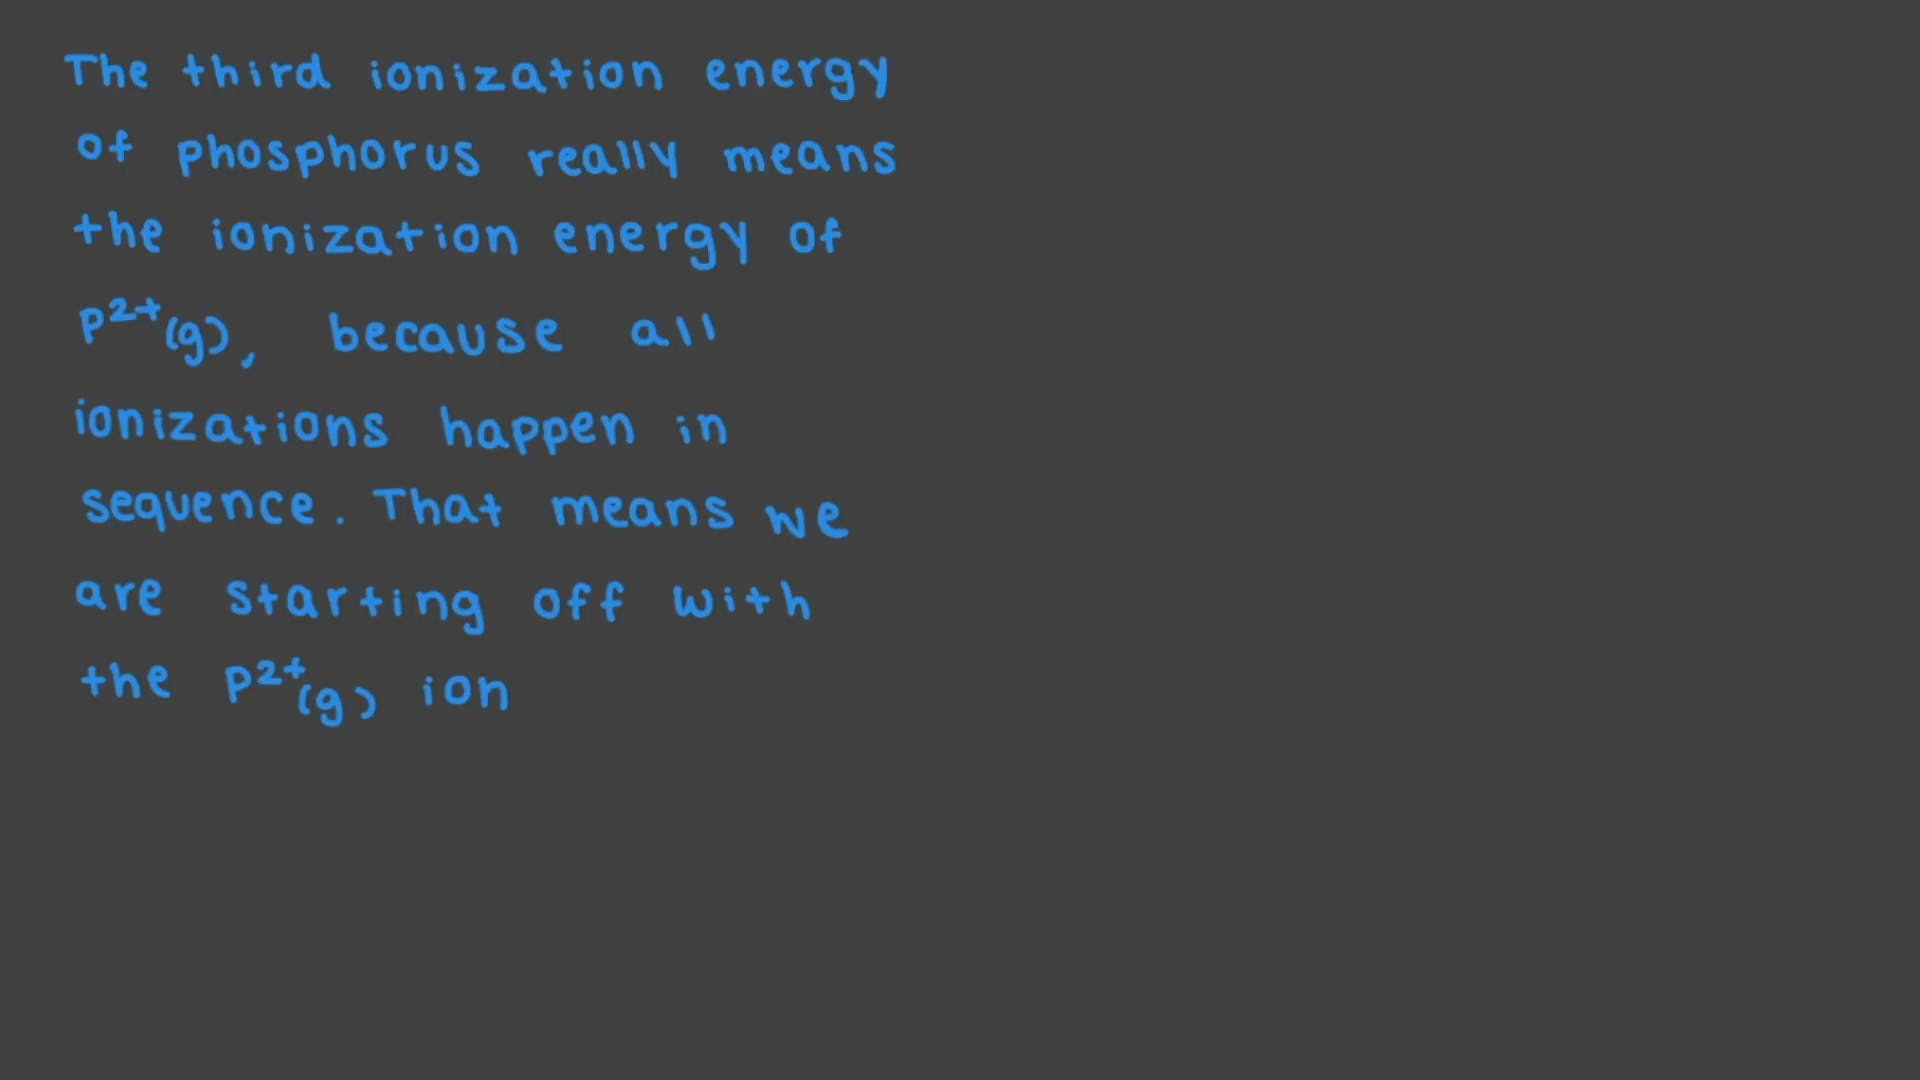 The third ionization energy
of phosphorus really means
the ionization energy of
P²⁺(g), because all
ionizations happen in
sequence. That means we
are starting off with
the P²⁺(g) ion